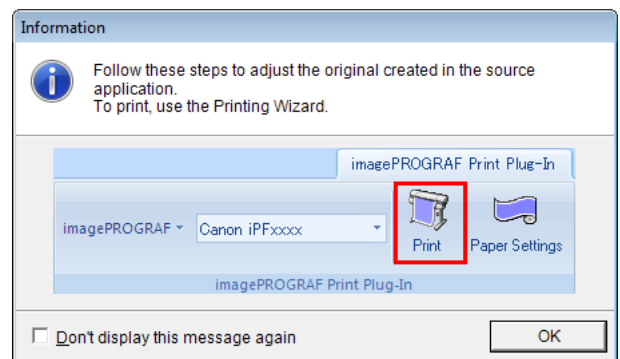 Information
Follow these steps to adjust the original created in the source
application.
To print, use the Printing Wizard.
imagePROGRAF Print Plug-In
imagePROGRAF
Canon iPFxxxx
Print
Paper Settings
imagePROGRAF Print Plug-In
Don't display this message again
OK